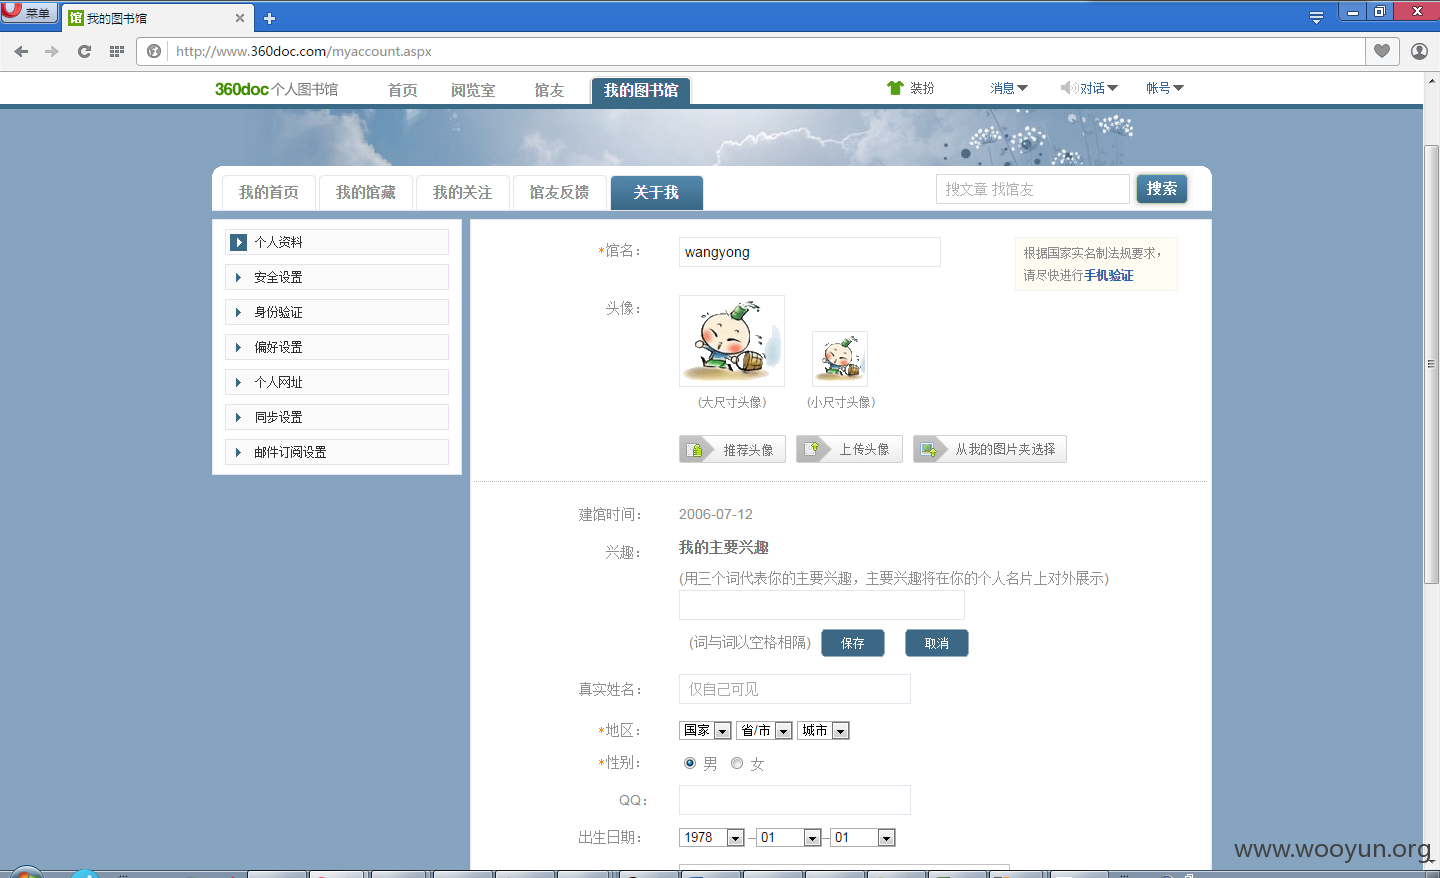 菜单
我的图书馆
http://www.360doc.com/myaccount.aspx
360doc 个人图书馆 首页 阅览室 馆友 我的图书馆 装扮 消息 对话 帐号
我的首页 我的馆藏 我的关注 馆友反馈 关于我 搜文章 找馆友 搜索
个人资料
安全设置
身份验证
偏好设置
个人网址
同步设置
邮件订阅设置
*馆名： wangyong
根据国家实名制法规要求，
请尽快进行手机验证
头像：
(大尺寸头像) (小尺寸头像)
推荐头像 上传头像 从我的图片夹选择
建馆时间： 2006-07-12
兴趣： 我的主要兴趣
(用三个词代表你的主要兴趣，主要兴趣将在你的个人名片上对外展示)
(词与词以空格相隔) 保存 取消
真实姓名： 仅自己可见
*地区： 国家 省/市 城市
*性别： 男 女
QQ：
出生日期： 1978 – 01 – 01
www.wooyun.org